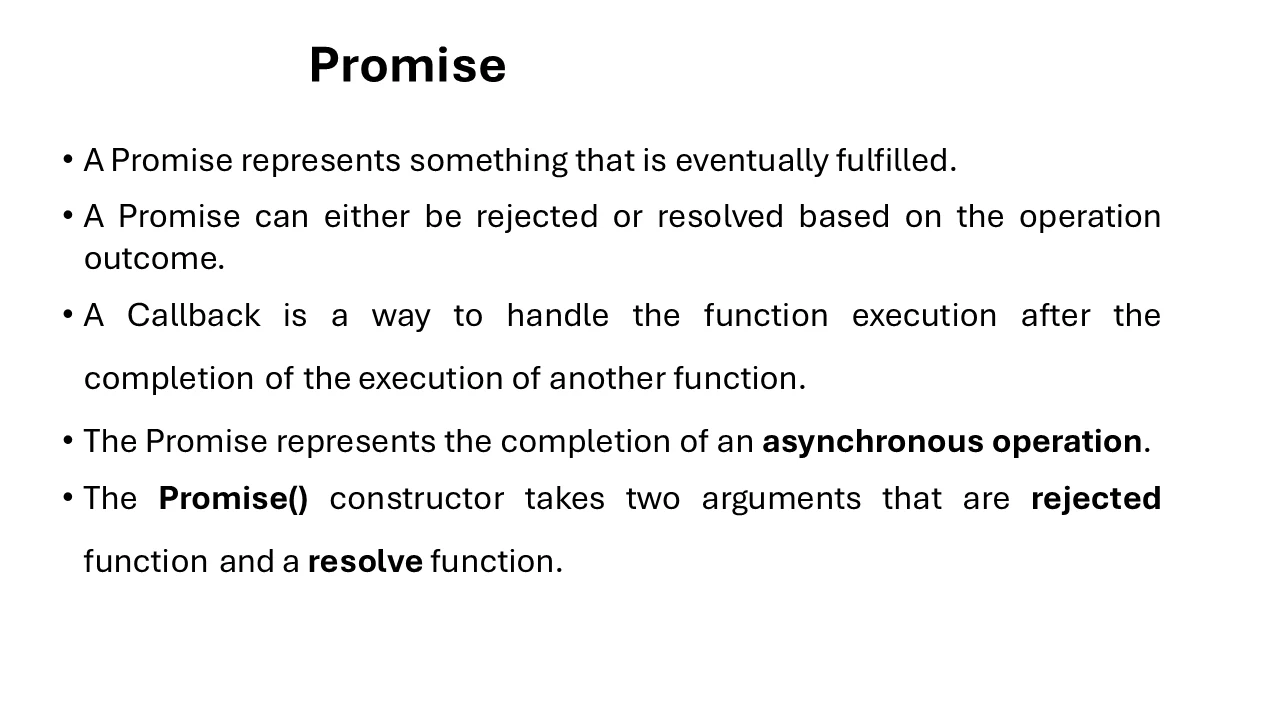 Promise
• A Promise represents something that is eventually fulfilled.
• A Promise can either be rejected or resolved based on the operation
outcome.
• A Callback is a way to handle the function execution after the
completion of the execution of another function.
• The Promise represents the completion of an asynchronous operation.
• The Promise() constructor takes two arguments that are rejected
function and a resolve function.